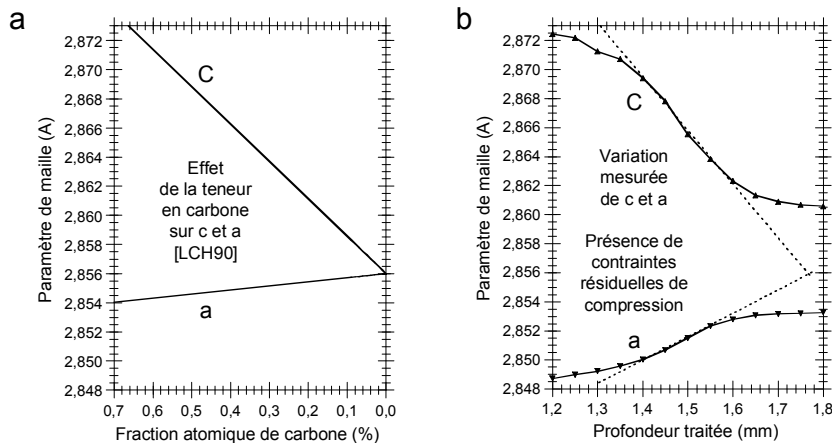 a
2,872
2,870
2,868
2,866
2,864
2,862
2,860
2,858
2,856
2,854
2,852
2,850
2,848
Paramètre de maille (A)
C
Effet
de la teneur
en carbone
sur c et a
[LCH90]
a
0,7 0,6 0,5 0,4 0,3 0,2 0,1 0,0
Fraction atomique de carbone (%)
b
2,872
2,870
2,868
2,866
2,864
2,862
2,860
2,858
2,856
2,854
2,852
2,850
2,848
Paramètre de maille (A)
C
Variation
mesurée
de c et a
Présence de
contraintes
résiduelles de
compression
a
1,2 1,3 1,4 1,5 1,6 1,7 1,8
Profondeur traitée (mm)